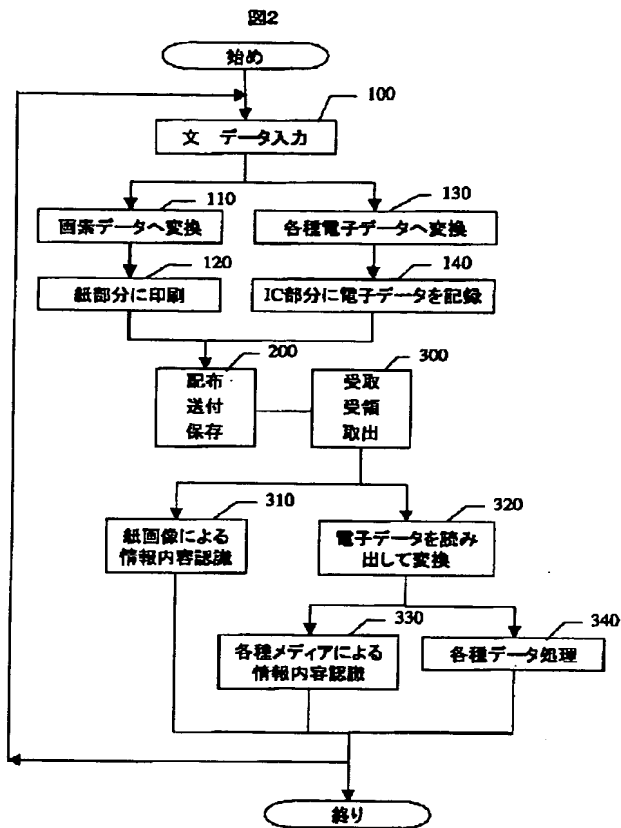 図2
始め
100
文 データ入力
110
画素データへ変換
130
各種電子データへ変換
120
紙部分に印刷
140
IC部分に電子データを記録
200
配布
送付
保存
300
受取
受領
取出
310
紙画像による
情報内容認識
320
電子データを読み
出して変換
330
各種メディアによる
情報内容認識
340
各種データ処理
終り